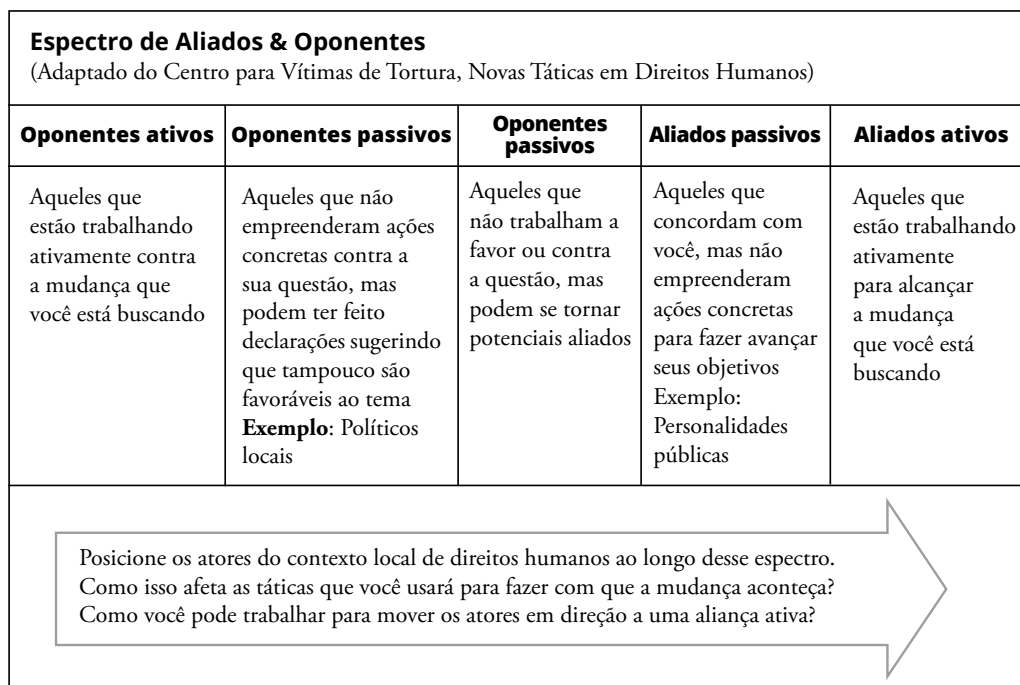 Espectro de Aliados & Oponentes
(Adaptado do Centro para Vítimas de Tortura, Novas Táticas em Direitos Humanos)
Oponentes ativos
Oponentes passivos
Oponentes
passivos
Aliados passivos
Aliados ativos
Aqueles que
estão trabalhando
ativamente contra
a mudança que
você está buscando
Aqueles que não
empreenderam ações
concretas contra a
sua questão, mas
podem ter feito
declarações sugerindo
que tampouco são
favoráveis ao tema
Exemplo: Políticos
locais
Aqueles que
não trabalham a
favor ou contra
a questão, mas
podem se tornar
potenciais aliados
Aqueles que
concordam com
você, mas não
empreenderam
ações concretas
para fazer avançar
seus objetivos
Exemplo:
Personalidades
públicas
Aqueles que
estão trabalhando
ativamente
para alcançar
a mudança
que você está
buscando
Posicione os atores do contexto local de direitos humanos ao longo desse espectro.
Como isso afeta as táticas que você usará para fazer com que a mudança aconteça?
Como você pode trabalhar para mover os atores em direção a uma aliança ativa?